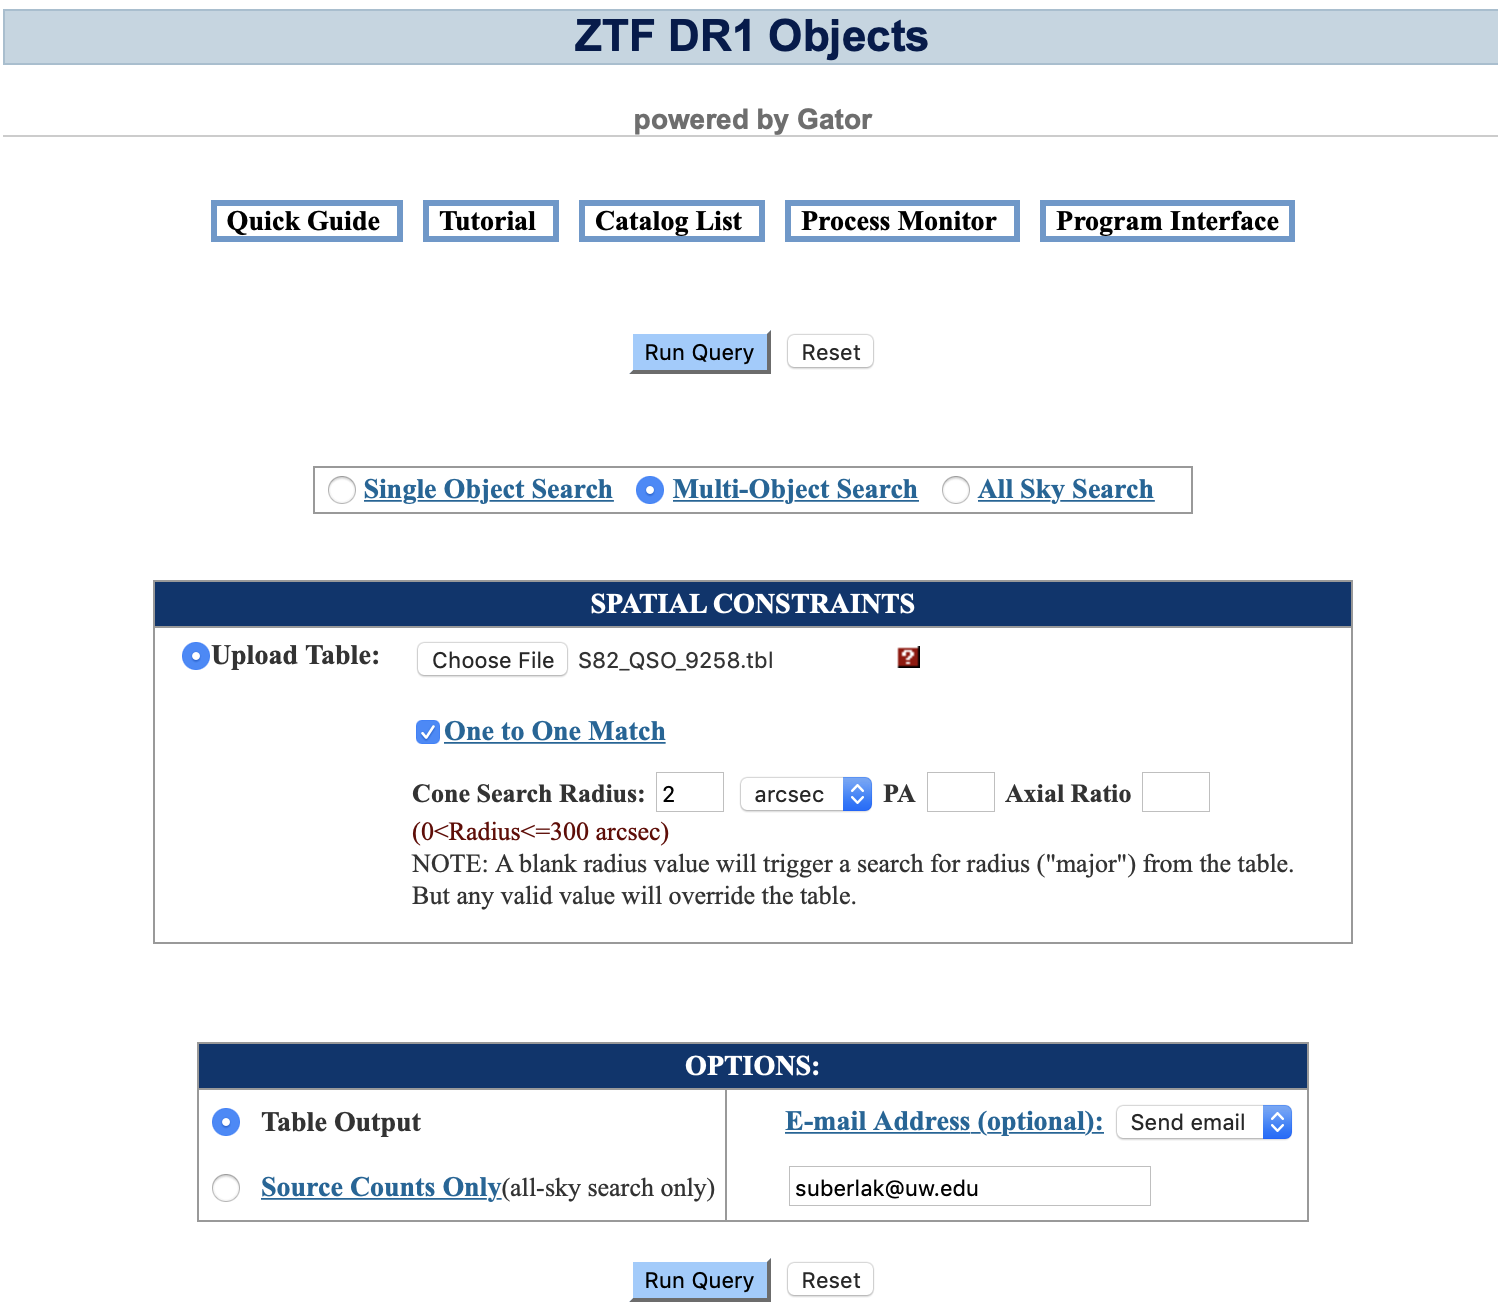 ZTF DR1 Objects
powered by Gator
Quick Guide Tutorial Catalog List Process Monitor Program Interface
Run Query Reset
Single Object Search Multi-Object Search All Sky Search
SPATIAL CONSTRAINTS
Upload Table: Choose File S82_QSO_9258.tbl ?
One to One Match
Cone Search Radius: 2 arcsec PA Axial Ratio
(0<Radius<=300 arcsec)
NOTE: A blank radius value will trigger a search for radius ("major") from the table.
But any valid value will override the table.
OPTIONS:
Table Output E-mail Address (optional): Send email
Source Counts Only(all-sky search only) suberlak@uw.edu
Run Query Reset